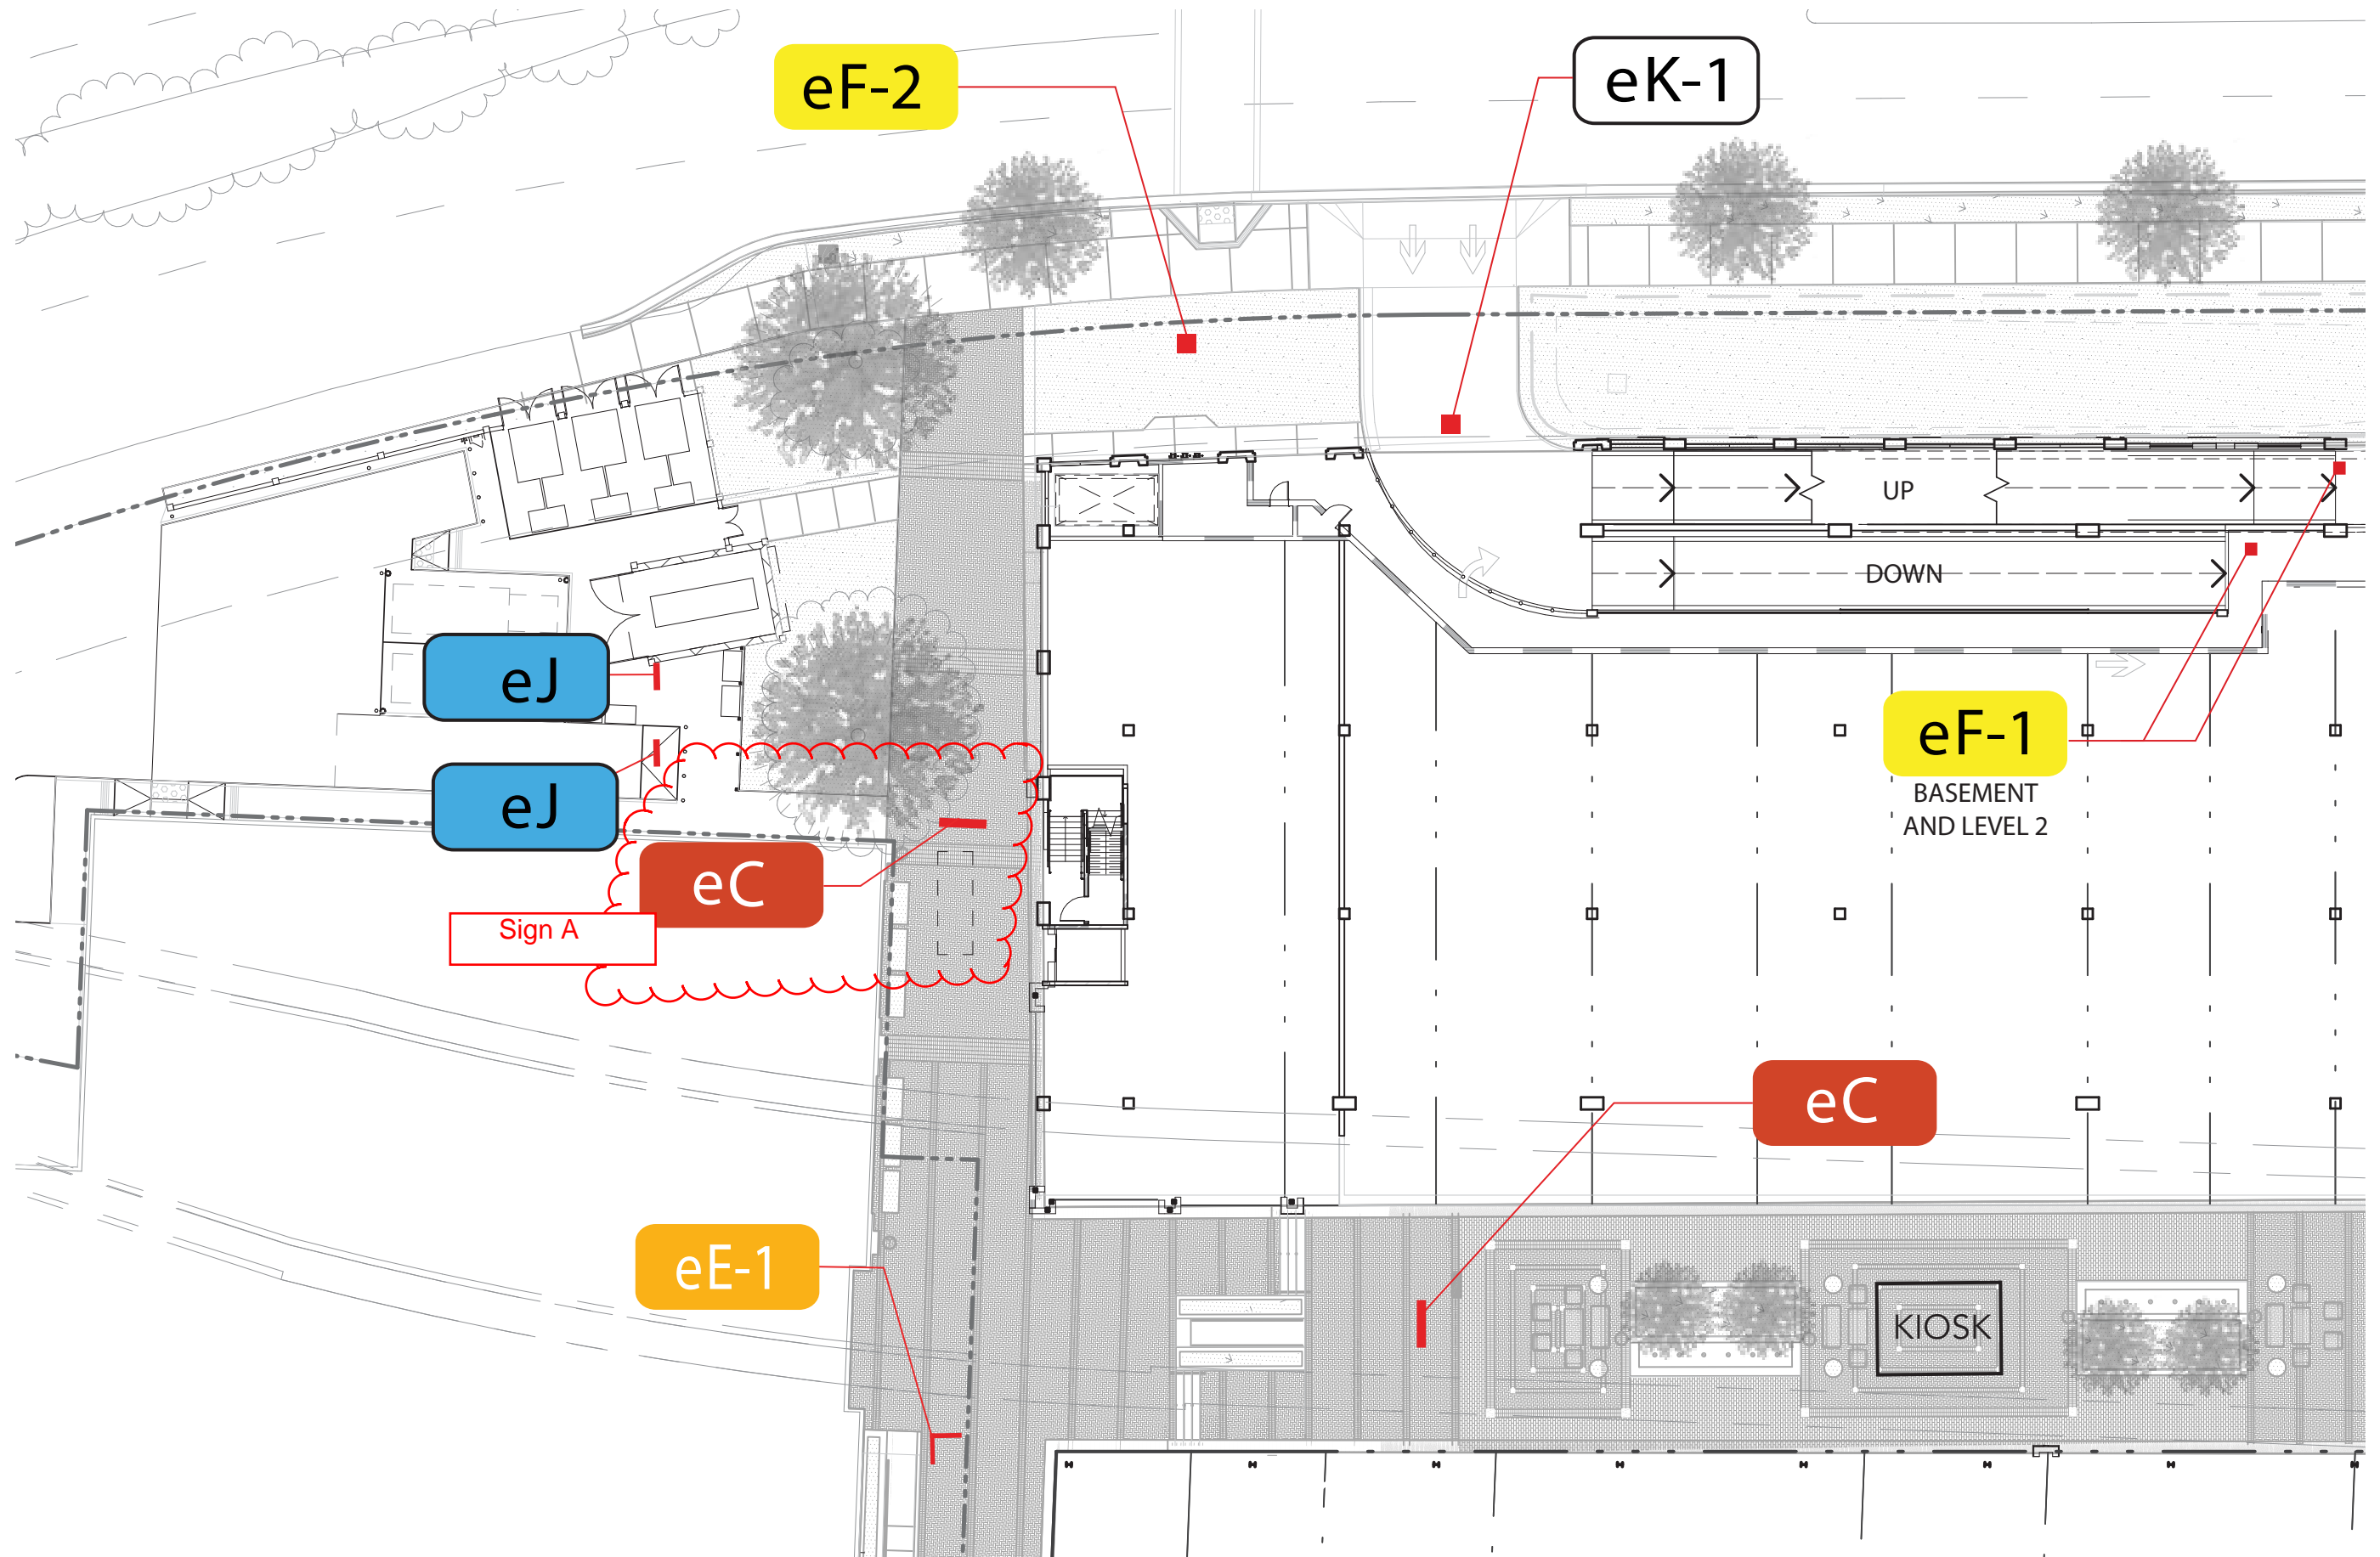 eF-2
eK-1
UP
DOWN
eJ
eF-1
BASEMENT
AND LEVEL 2
eJ
eC
Sign A
eC
eE-1
KIOSK